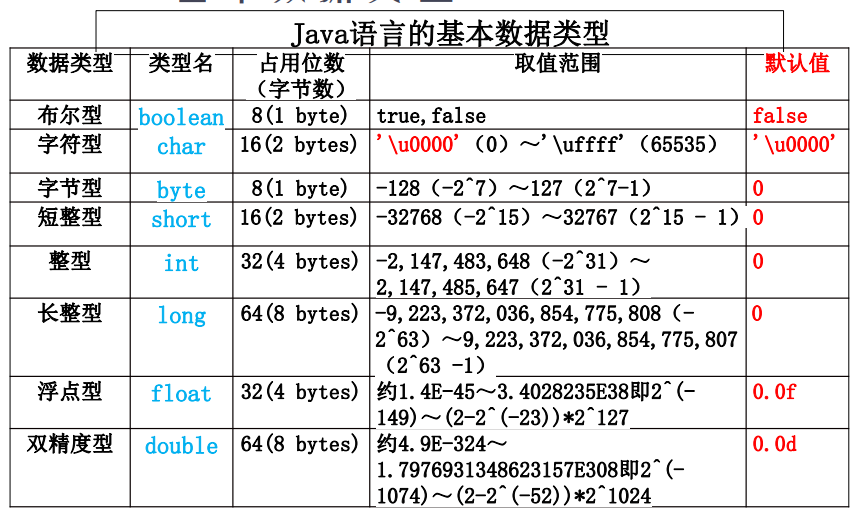 Java语言的基本数据类型
数据类型 类型名 占用位数 取值范围 默认值
(字节数)
布尔型 boolean 8(1 byte) true,false false
字符型 char 16(2 bytes) '\u0000'(0)～'\uffff'(65535) '\u0000'
字节型 byte 8(1 byte) -128(-2^7)～127(2^7-1) 0
短整型 short 16(2 bytes) -32768(-2^15)～32767(2^15 - 1) 0
整型 int 32(4 bytes) -2,147,483,648(-2^31)～ 0
2,147,485,647(2^31 - 1)
长整型 long 64(8 bytes) -9,223,372,036,854,775,808(- 0
2^63)～9,223,372,036,854,775,807
(2^63 -1)
浮点型 float 32(4 bytes) 约1.4E-45～3.4028235E38即2^(- 0.0f
149)～(2-2^(-23))*2^127
双精度型 double 64(8 bytes) 约4.9E-324～ 0.0d
1.7976931348623157E308即2^(-
1074)～(2-2^(-52))*2^1024